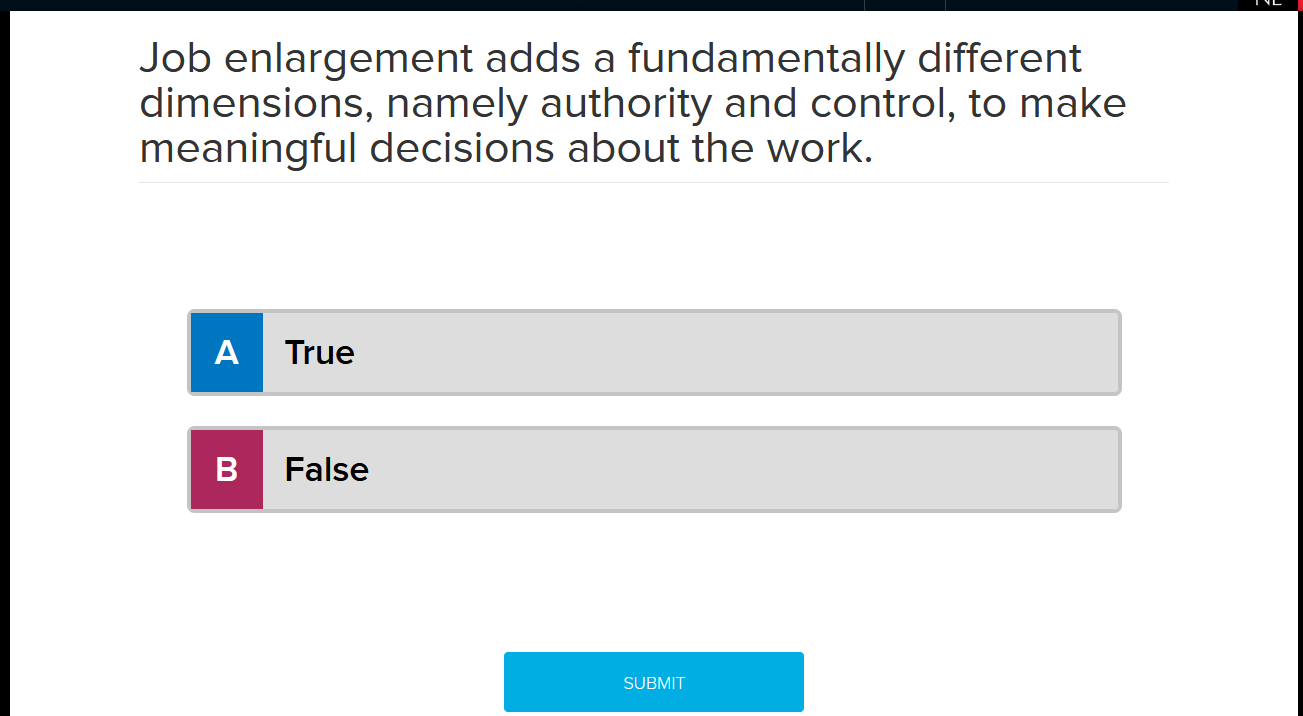 Job enlargement adds a fundamentally different
dimensions, namely authority and control, to make
meaningful decisions about the work.
A True
B False
SUBMIT